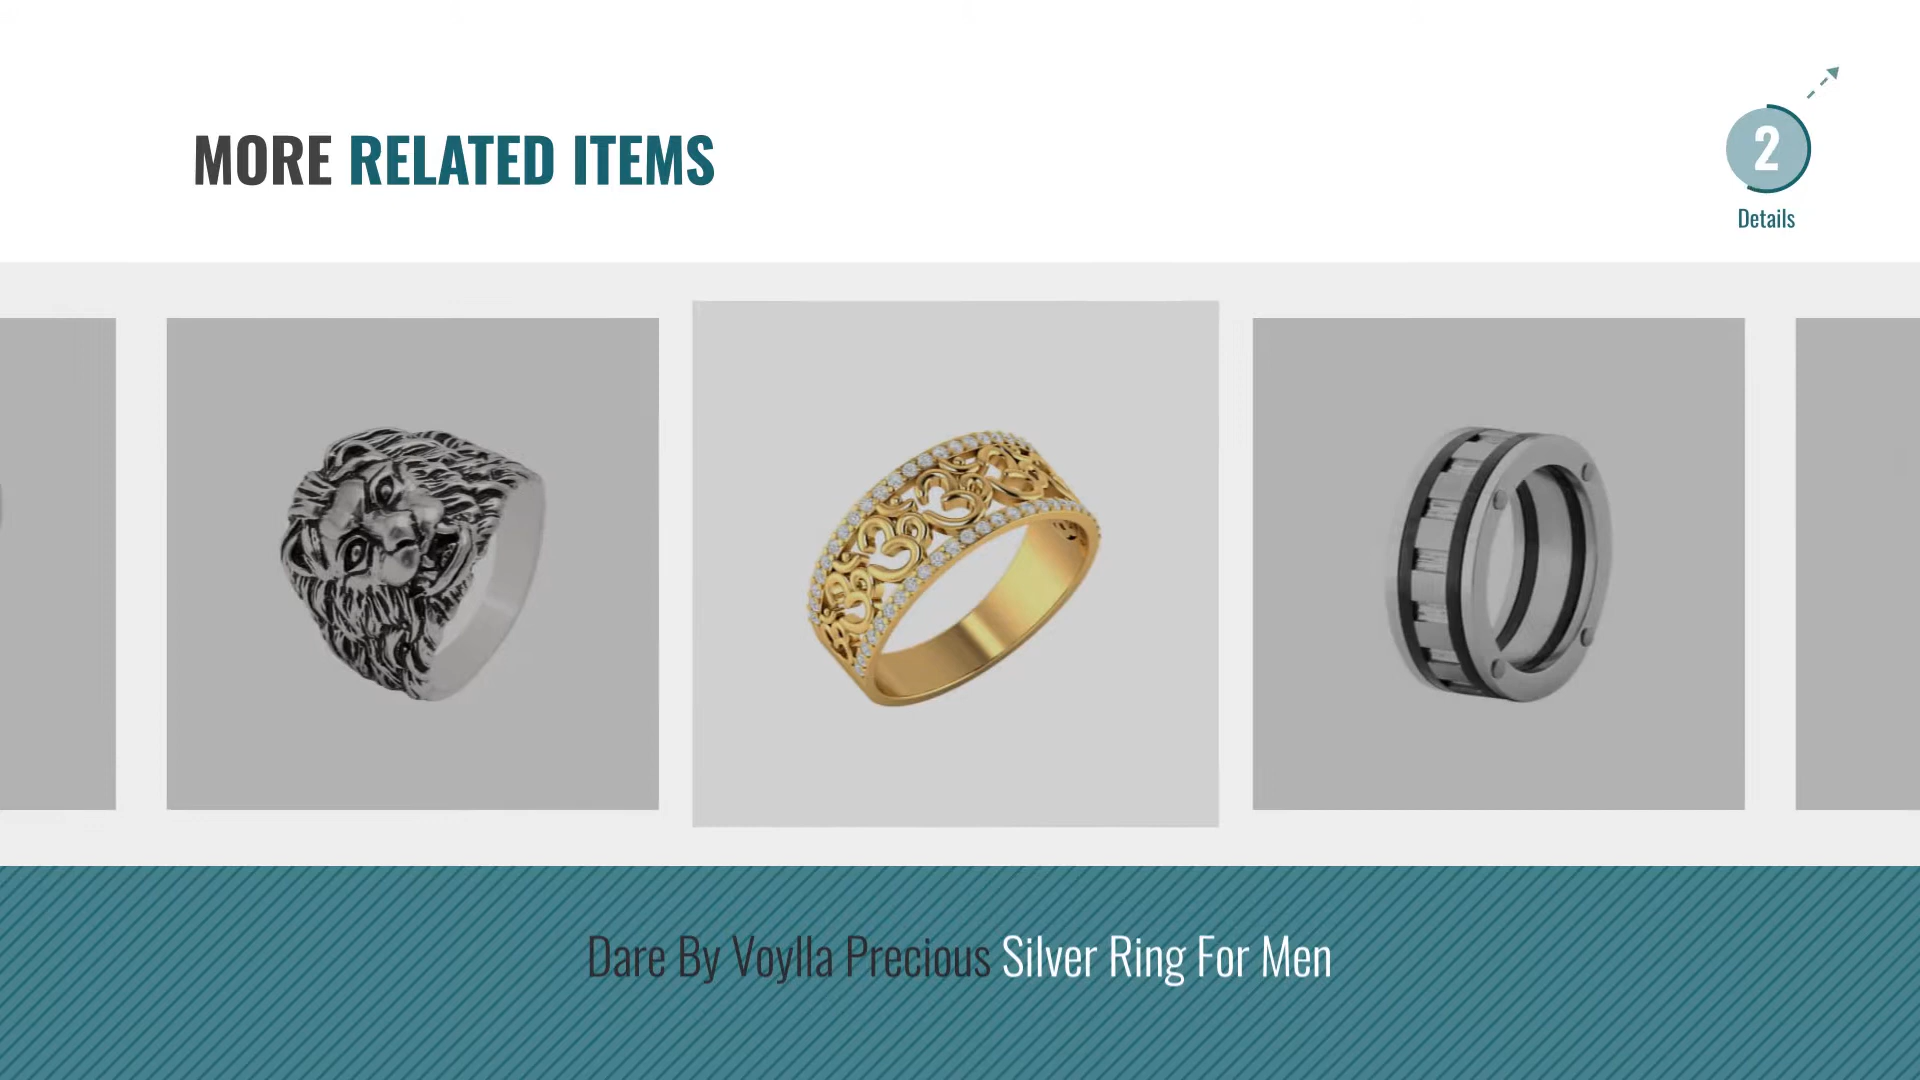 MORE RELATED ITEMS
2
Details
Dare By Voylla Precious Silver Ring For Men